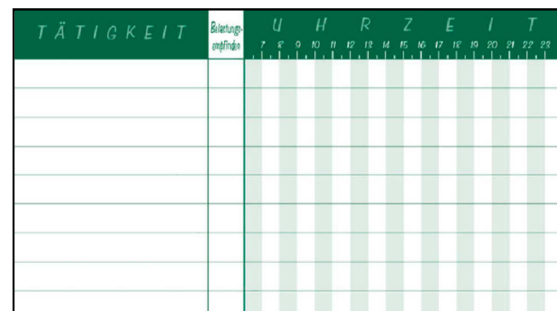 TÄTIGKEIT
Belastungs-
empfinden
UHRZEIT
7 8 9 10 11 12 13 14 15 16 17 18 19 20 21 22 23